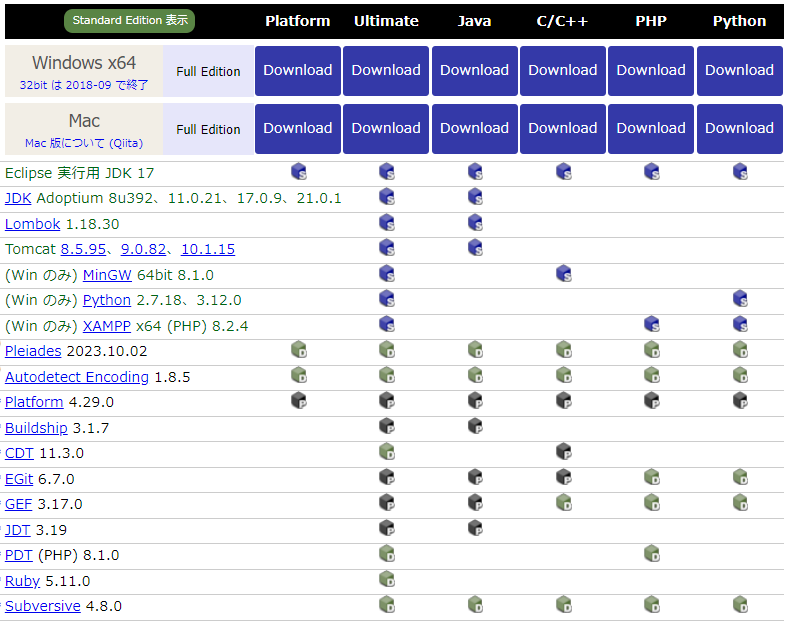 Standard Edition 表示 Platform Ultimate Java C/C++ PHP Python
Windows x64
32bit は 2018-09 で終了
Full Edition Download Download Download Download Download Download
Mac
Mac 版について (Qiita)
Full Edition Download Download Download Download Download Download
Eclipse 実行用 JDK 17 S S S S S S
JDK Adoptium 8u392、11.0.21、17.0.9、21.0.1 S S
Lombok 1.18.30 S S
Tomcat 8.5.95、9.0.82、10.1.15 S S
(Win のみ) MinGW 64bit 8.1.0 S S
(Win のみ) Python 2.7.18、3.12.0 S S
(Win のみ) XAMPP x64 (PHP) 8.2.4 S S S
Pleiades 2023.10.02 D D D D D D
Autodetect Encoding 1.8.5 D D D D D D
Platform 4.29.0 P P P P P P
Buildship 3.1.7 P P
CDT 11.3.0 D P
EGit 6.7.0 P P P D D
GEF 3.17.0 P P D D D
JDT 3.19 P P
PDT (PHP) 8.1.0 D D
Ruby 5.11.0 D
Subversive 4.8.0 D D D D D